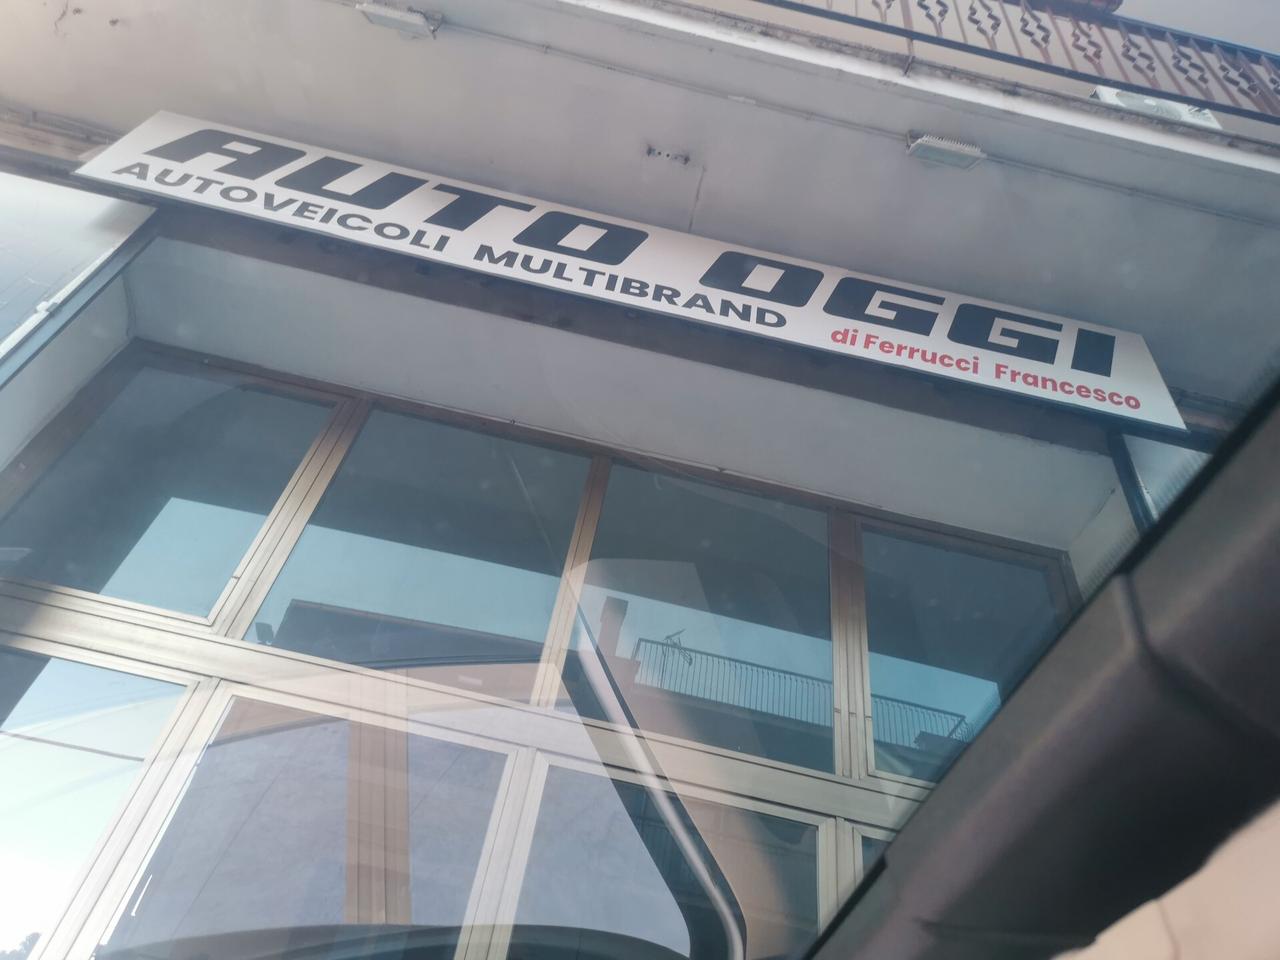 AUTO OGGI
AUTOVEICOLI MULTIBRAND
di Ferrucci Francesco